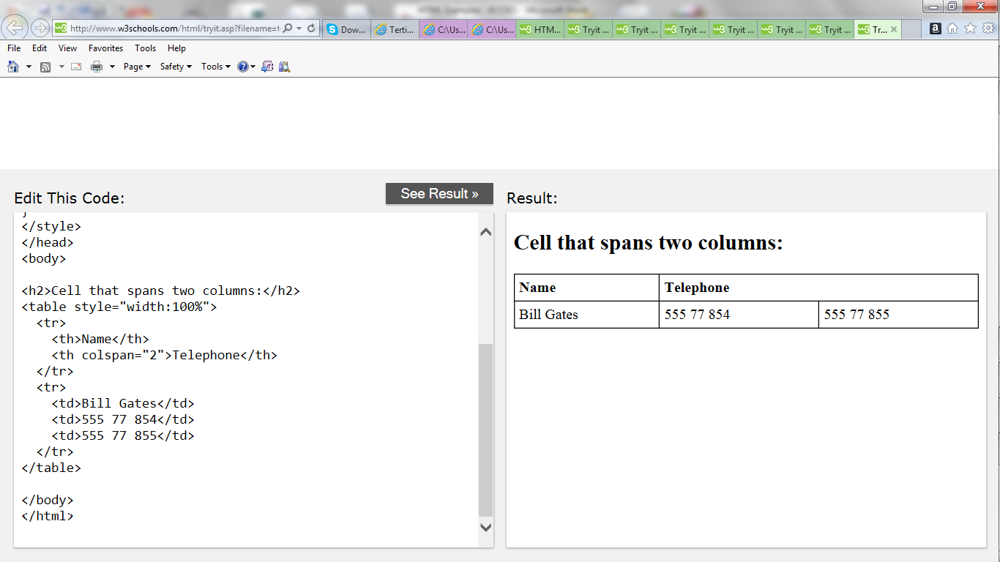 http://www.w3schools.com/html/tryit.asp?filename=t
Dow...
Terti...
C:\Us...
C:\Us...
HTM...
Tryit ...
Tryit ...
Tryit ...
Tryit ...
Tryit ...
Tryit ...
Tr...
File Edit View Favorites Tools Help
Page Safety Tools
Edit This Code:
See Result »
Result:
}
</style>
</head>
<body>
<h2>Cell that spans two columns:</h2>
<table style="width:100%">
<tr>
<th>Name</th>
<th colspan="2">Telephone</th>
</tr>
<tr>
<td>Bill Gates</td>
<td>555 77 854</td>
<td>555 77 855</td>
</tr>
</table>
</body>
</html>
Cell that spans two columns:
Name Telephone
Bill Gates 555 77 854 555 77 855